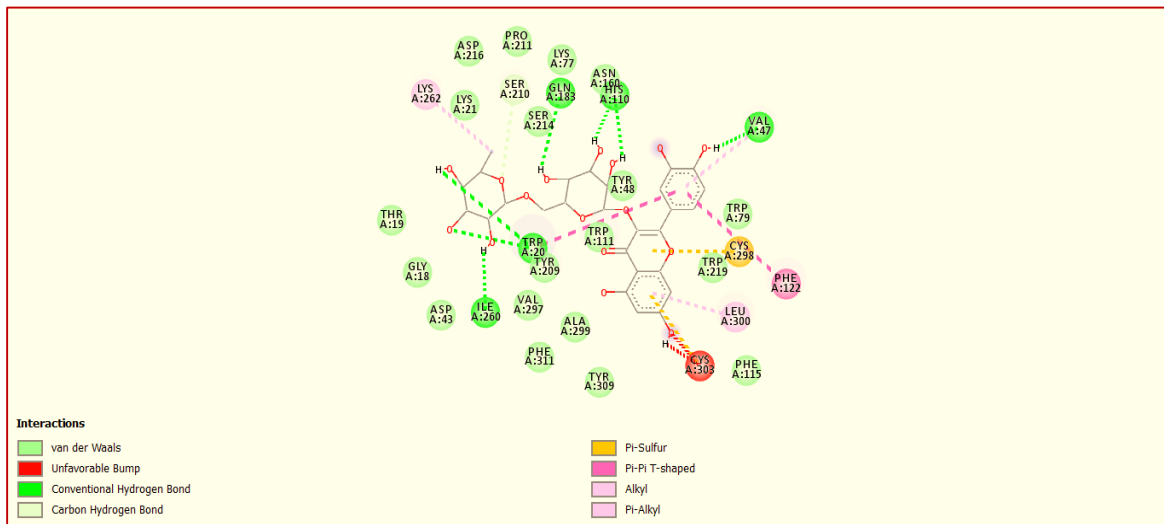 PRO
A:211
ASP
A:216
LYS
A:77
ASN
A:160
LYS
A:262
SER
A:210
GLN
A:183
HIS
A:110
LYS
A:21
SER
A:214
VAL
A:47
H
H
H
O
O
O
O
H
H
O
H
O
O
O
TYR
A:48
O
O
O
O
O
THR
A:19
TRP
A:79
TRP
A:20
TRP
A:111
O
H
TYR
A:209
O
O
CYS
A:298
GLY
A:18
TRP
A:219
PHE
A:122
O
ASP
A:43
ILE
A:260
VAL
A:297
LEU
A:300
ALA
A:299
O
H
PHE
A:311
CYS
A:303
PHE
A:115
TYR
A:309
Interactions
van der Waals
Unfavorable Bump
Conventional Hydrogen Bond
Carbon Hydrogen Bond
Pi-Sulfur
Pi-Pi T-shaped
Alkyl
Pi-Alkyl